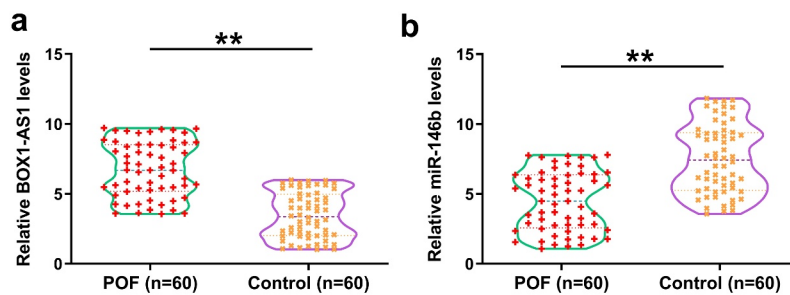 a
**
Relative BOX1-AS1 levels
15
10
5
0
POF (n=60) Control (n=60)
b
**
Relative miR-146b levels
15
10
5
0
POF (n=60) Control (n=60)